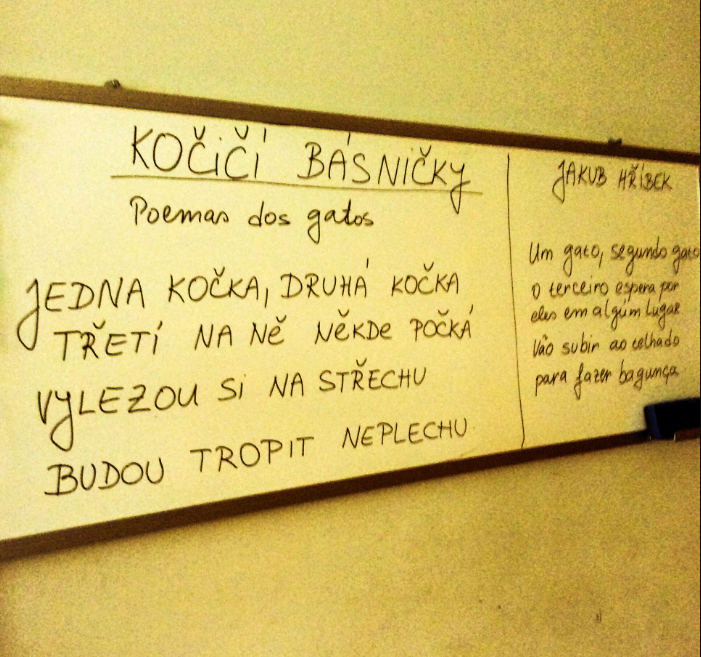 KOČIČÍ BÁSNIČKY
Poemas dos gatos
JEDNA KOČKA, DRUHÁ KOČKA
TŘETÍ NA NĚ NĚKDE POČKÁ
VYLEZOU SI NA STŘECHU
BUDOU TROPIT NEPLECHU
JAKUB HŘÍBEK
Um gato, segundo gato
o terceiro espera por
eles em algum lugar
Vão subir ao telhado
para fazer bagunça